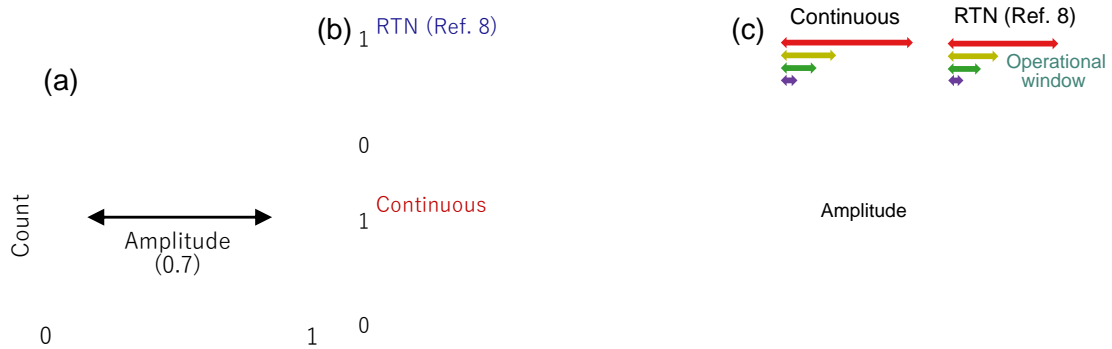 (a)
Count
Amplitude
(0.7)
0
1
(b)
1
RTN (Ref. 8)
0
1
Continuous
0
(c)
Continuous
RTN (Ref. 8)
Operational
window
Amplitude